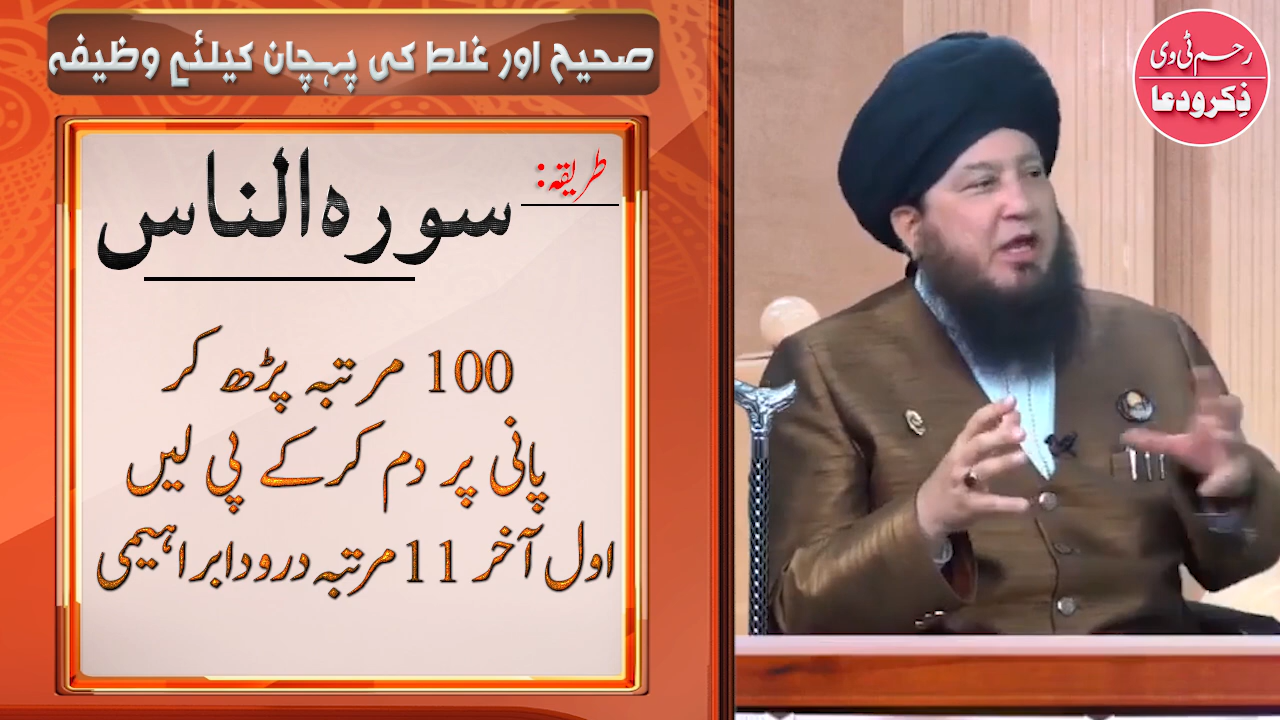 صحیح اور غلط کی پہچان کیلئے وظیفہ
طریقہ:
سورہ الناس
100 مرتبہ پڑھ کر
پانی پر دم کرکے پی لیں
اول آخر 11 مرتبہ درود ابراہیمی
رحم ٹی وی
ذِکر و دعا